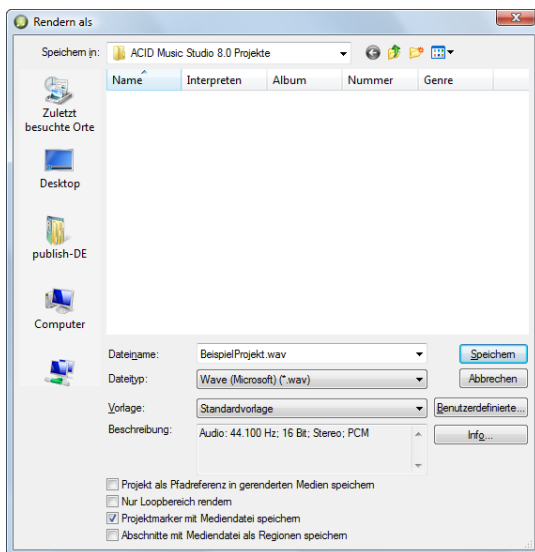 Rendern als
Speichern in: ACID Music Studio 8.0 Projekte
Name Interpreten Album Nummer Genre
Zuletzt
besuchte Orte
Desktop
publish-DE
Computer
Dateiname: BeispielProjekt.wav Speichern
Dateityp: Wave (Microsoft) (*.wav) Abbrechen
Vorlage: Standardvorlage Benutzerdefinierte...
Beschreibung: Audio: 44.100 Hz; 16 Bit; Stereo; PCM Info...
Projekt als Pfadreferenz in gerenderten Medien speichern
Nur Loopbereich rendern
Projektmarker mit Mediendatei speichern
Abschnitte mit Mediendatei als Regionen speichern